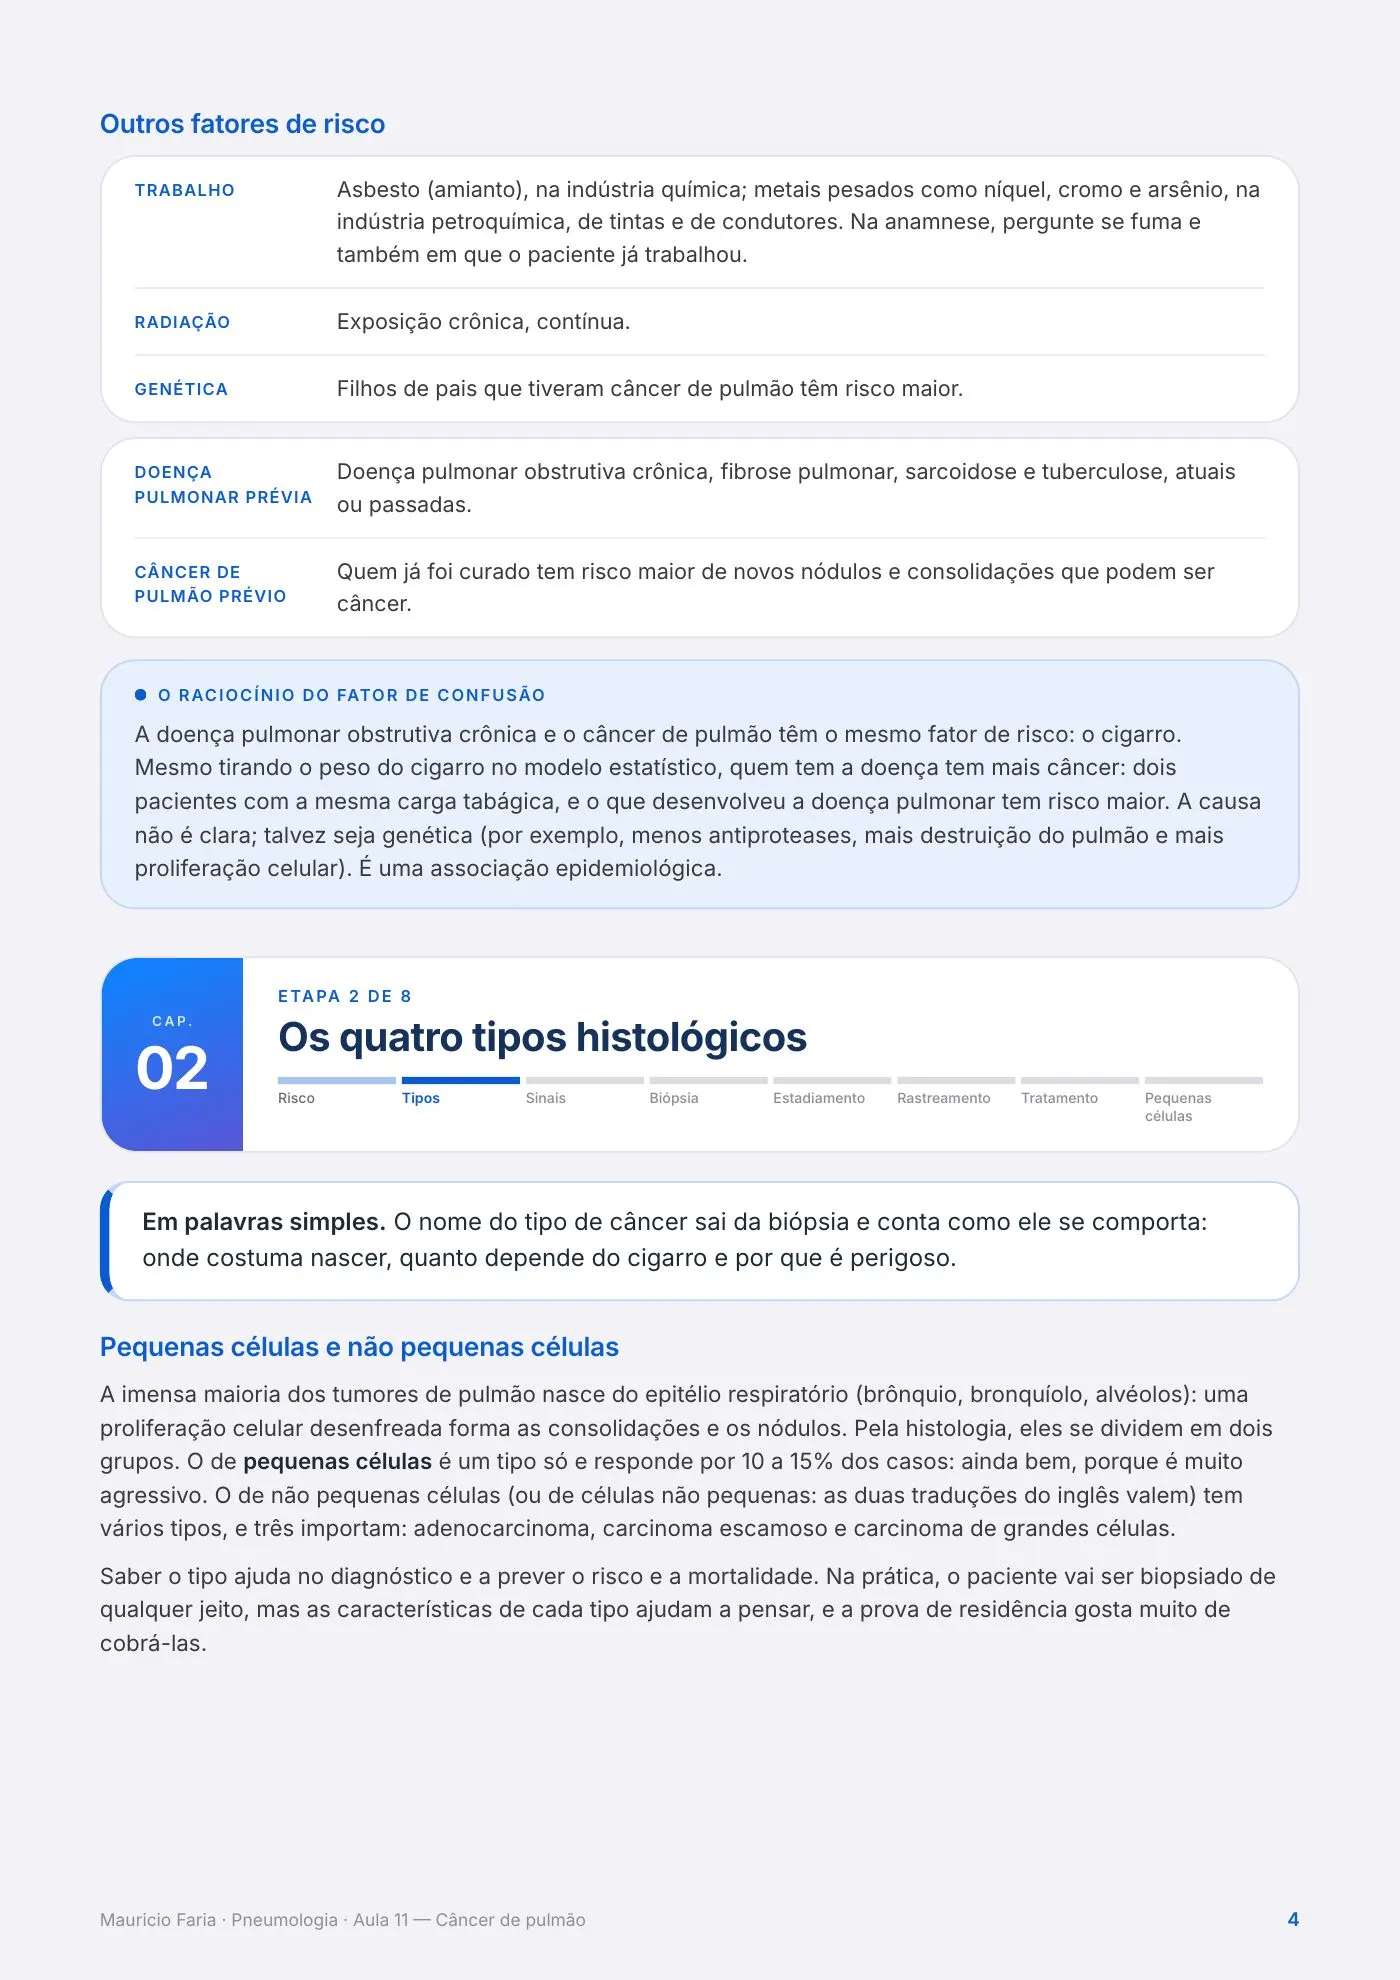 Outros fatores de risco
TRABALHO
Asbesto (amianto), na indústria química; metais pesados como níquel, cromo e arsênio, na
indústria petroquímica, de tintas e de condutores. Na anamnese, pergunte se fuma e
também em que o paciente já trabalhou.
RADIAÇÃO
Exposição crônica, contínua.
GENÉTICA
Filhos de pais que tiveram câncer de pulmão têm risco maior.
DOENÇA
PULMONAR PRÉVIA
Doença pulmonar obstrutiva crônica, fibrose pulmonar, sarcoidose e tuberculose, atuais
ou passadas.
CÂNCER DE
PULMÃO PRÉVIO
Quem já foi curado tem risco maior de novos nódulos e consolidações que podem ser
câncer.
O RACIOCÍNIO DO FATOR DE CONFUSÃO
A doença pulmonar obstrutiva crônica e o câncer de pulmão têm o mesmo fator de risco: o cigarro.
Mesmo tirando o peso do cigarro no modelo estatístico, quem tem a doença tem mais câncer: dois
pacientes com a mesma carga tabágica, e o que desenvolveu a doença pulmonar tem risco maior. A causa
não é clara; talvez seja genética (por exemplo, menos antiproteases, mais destruição do pulmão e mais
proliferação celular). É uma associação epidemiológica.
CAP.
02
ETAPA 2 DE 8
Os quatro tipos histológicos
Risco
Tipos
Sinais
Biópsia
Estadiamento
Rastreamento
Tratamento
Pequenas
células
Em palavras simples. O nome do tipo de câncer sai da biópsia e conta como ele se comporta:
onde costuma nascer, quanto depende do cigarro e por que é perigoso.
Pequenas células e não pequenas células
A imensa maioria dos tumores de pulmão nasce do epitélio respiratório (brônquio, bronquíolo, alvéolos): uma
proliferação celular desenfreada forma as consolidações e os nódulos. Pela histologia, eles se dividem em dois
grupos. O de pequenas células é um tipo só e responde por 10 a 15% dos casos: ainda bem, porque é muito
agressivo. O de não pequenas células (ou de células não pequenas: as duas traduções do inglês valem) tem
vários tipos, e três importam: adenocarcinoma, carcinoma escamoso e carcinoma de grandes células.
Saber o tipo ajuda no diagnóstico e a prever o risco e a mortalidade. Na prática, o paciente vai ser biopsiado de
qualquer jeito, mas as características de cada tipo ajudam a pensar, e a prova de residência gosta muito de
cobrá-las.
Mauricio Faria · Pneumologia · Aula 11 — Câncer de pulmão
4